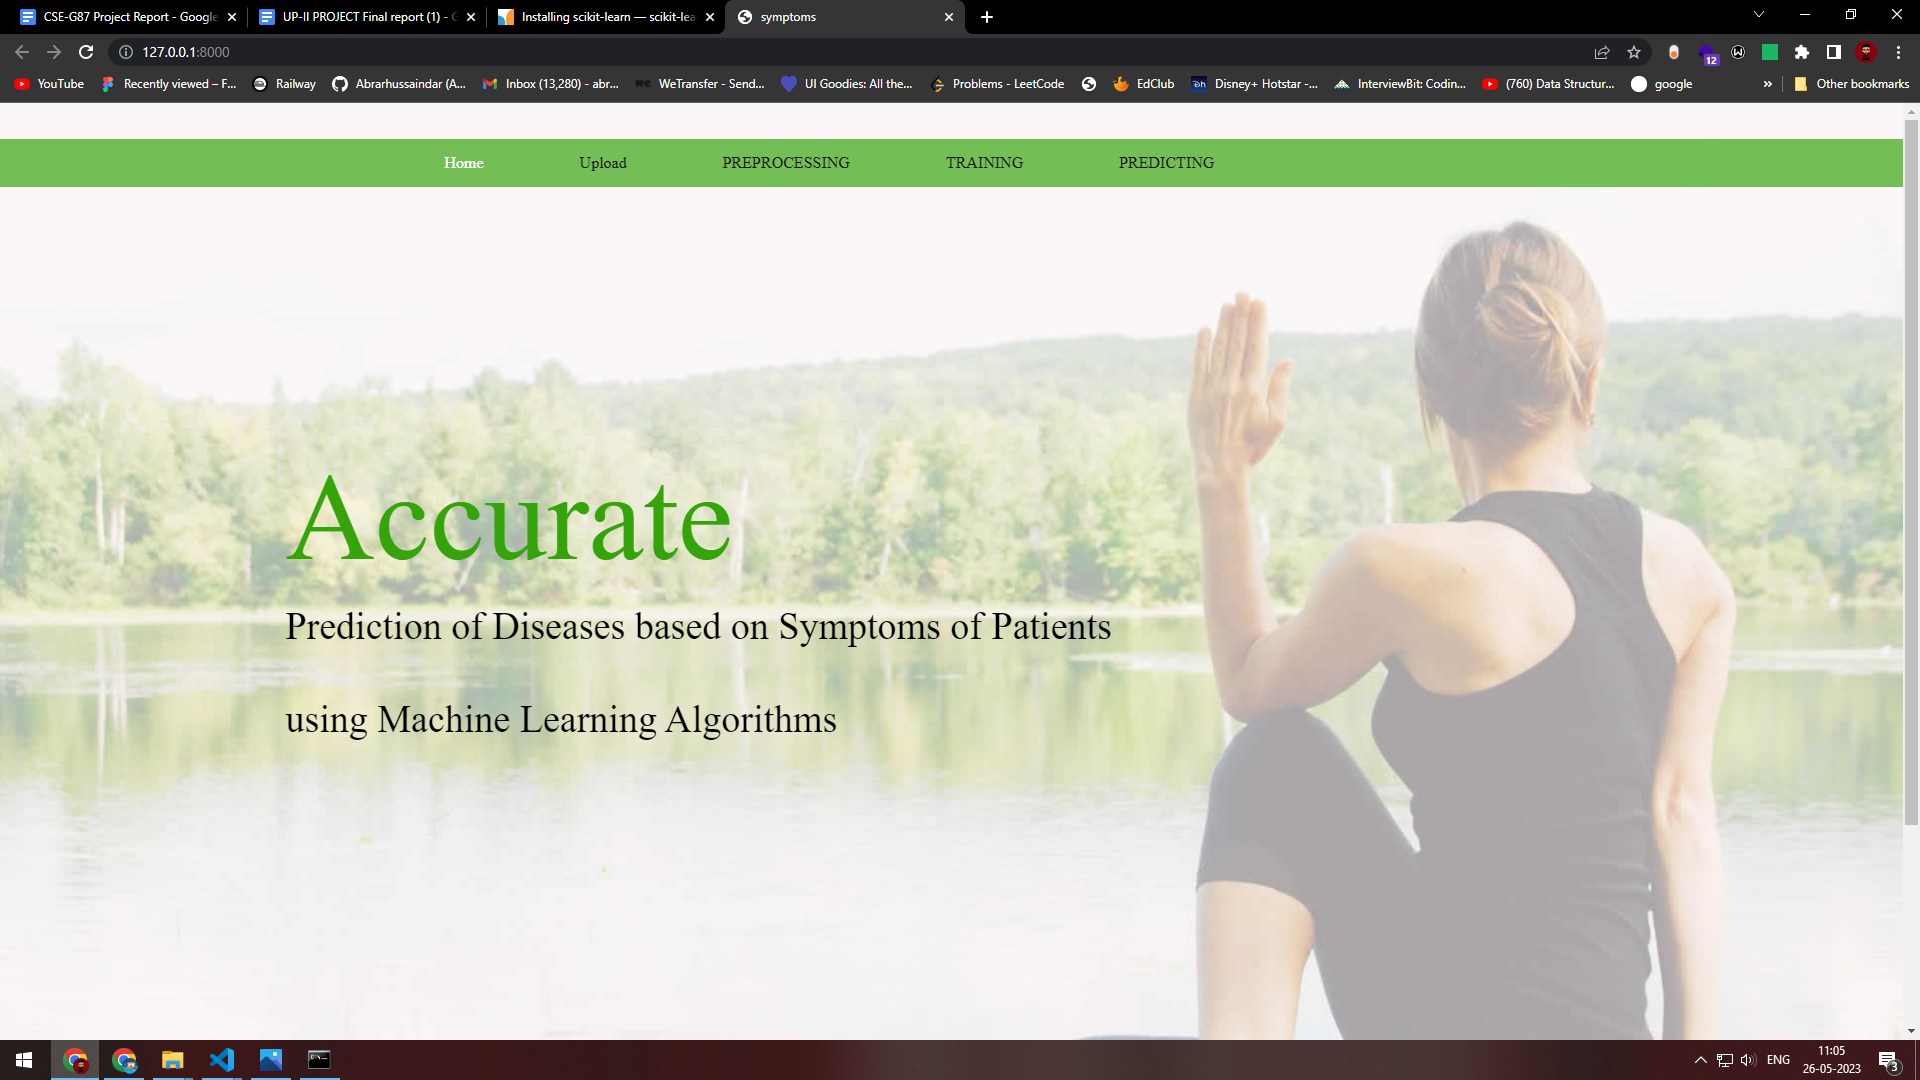 CSE-G87 Project Report - Google
UP-II PROJECT Final report (1) - G
Installing scikit-learn — scikit-lea
symptoms
127.0.0.1:8000
12
YouTube
Recently viewed – F...
Railway
Abrarhussaindar (A...
Inbox (13,280) - abr...
WeTransfer - Send...
UI Goodies: All the...
Problems - LeetCode
EdClub
Disney+ Hotstar -...
InterviewBit: Codin...
(760) Data Structur...
google
»
Other bookmarks
Home
Upload
PREPROCESSING
TRAINING
PREDICTING
Accurate
Prediction of Diseases based on Symptoms of Patients
using Machine Learning Algorithms
ENG
11:05
26-05-2023
3